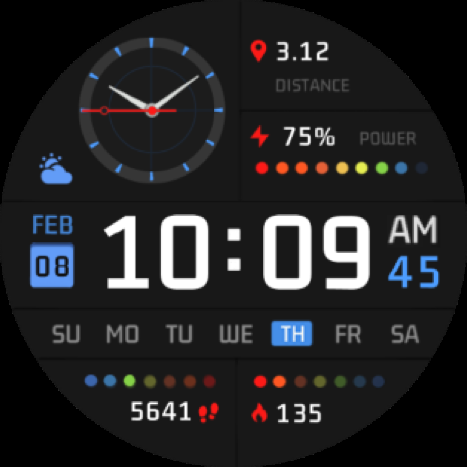 3.12
DISTANCE
75% POWER
FEB
08
10:09
AM
45
SU MO TU WE TH FR SA
5641
135